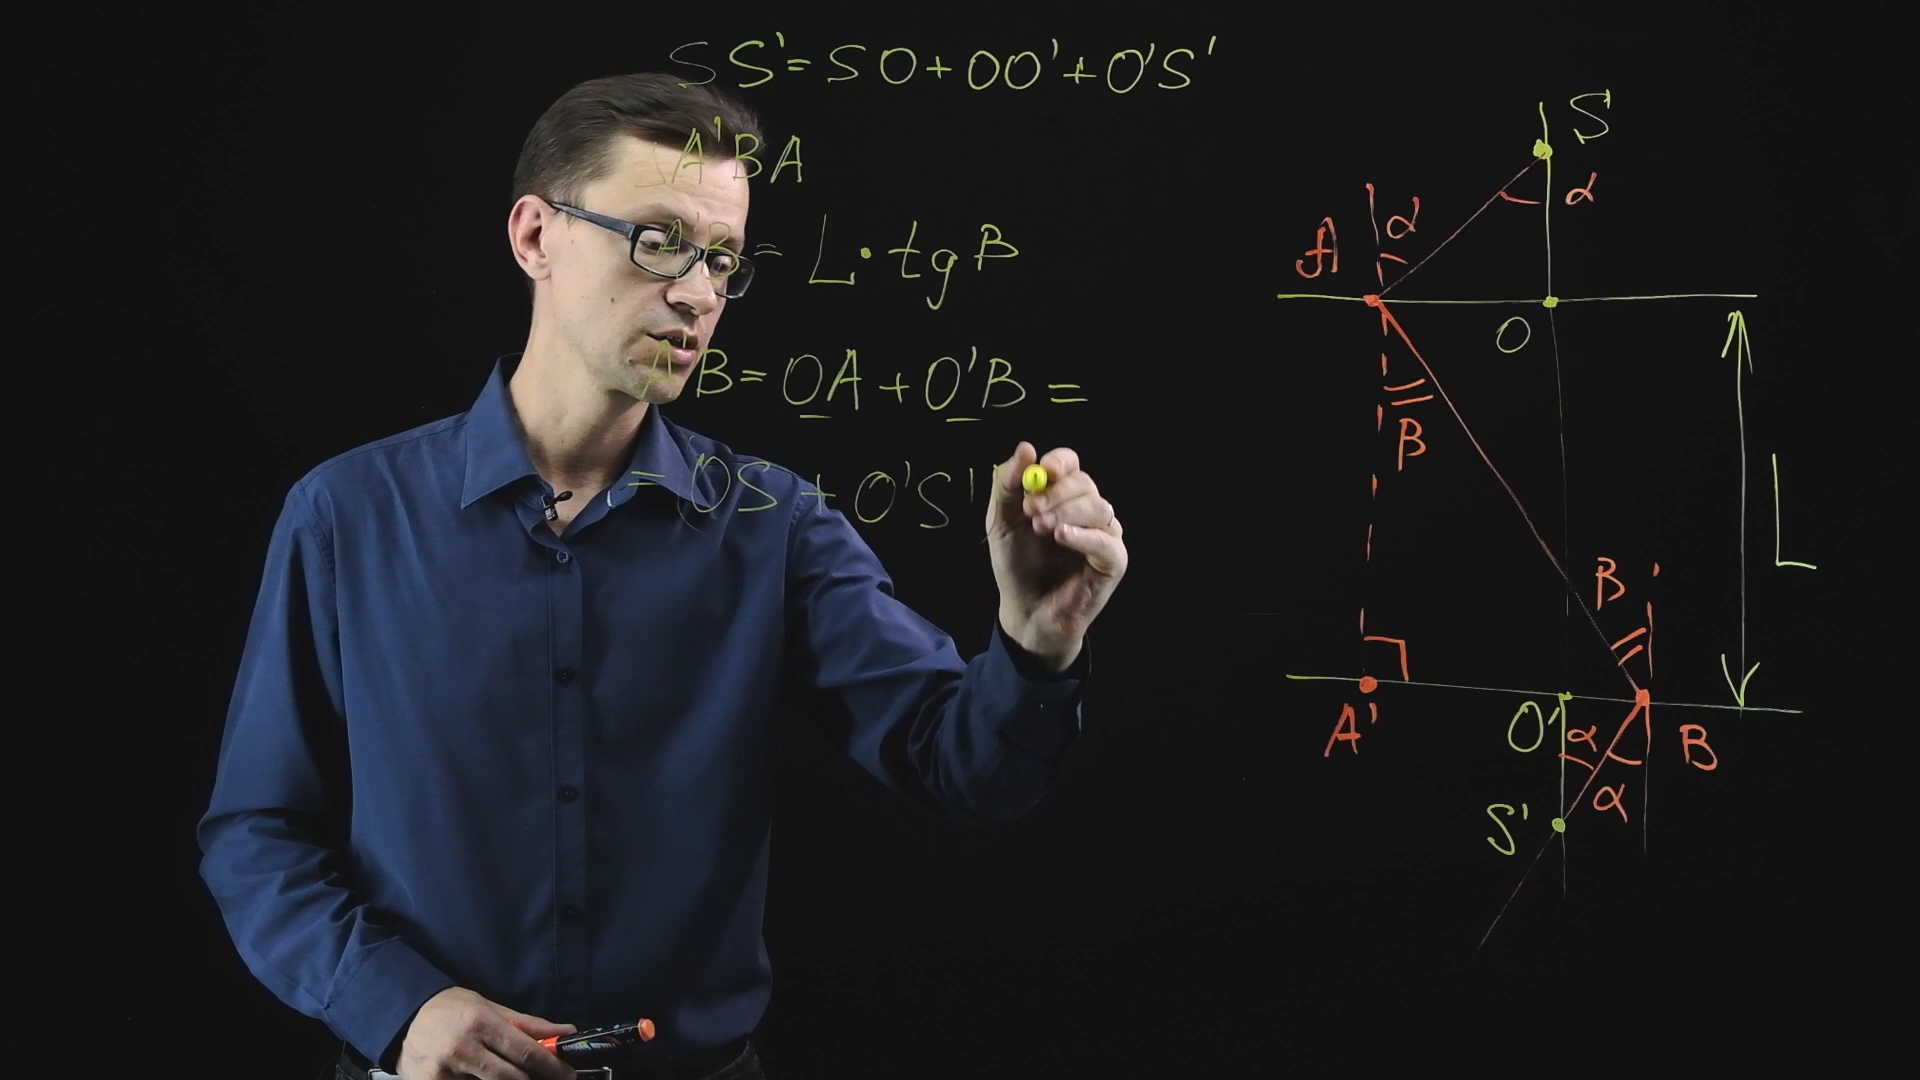 SS' = SO + OO' + O'S'
A'BA
A'B = L · tg β
A'B = OA + O'B =
= OS + O'S'
S
α
α
A
O
β
L
β
A'
O'
α
B
α
S'